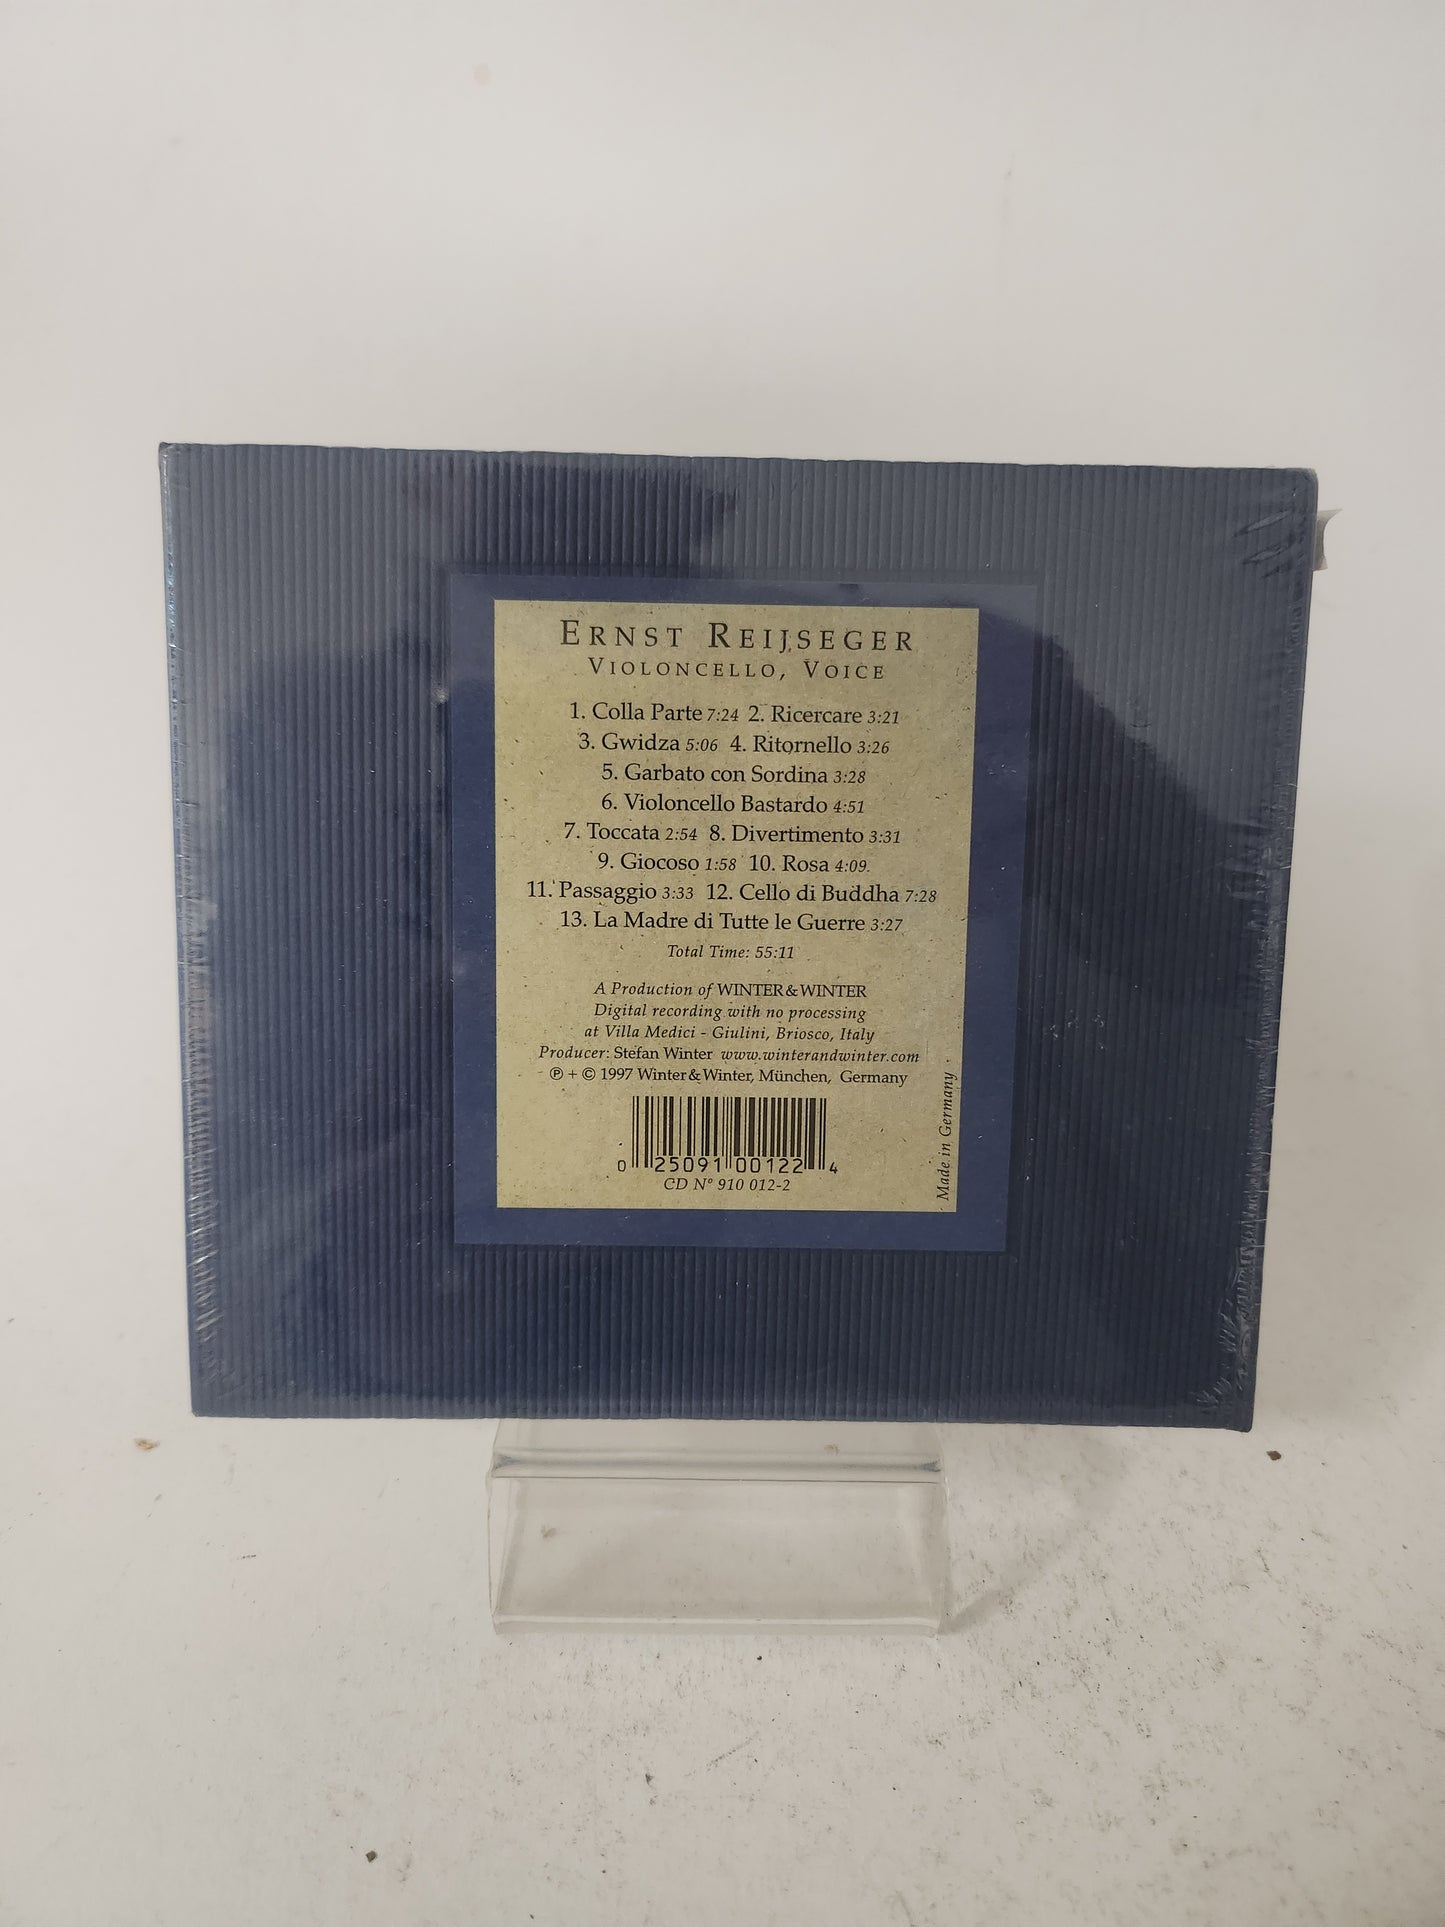 ERNST REIJSEGER
VIOLONCELLO, VOICE
1. Colla Parte 7:24 2. Ricercare 3:21
3. Gwidza 5:06 4. Ritornello 3:26
5. Garbato con Sordina 3:28
6. Violoncello Bastardo 4:51
7. Toccata 2:54 8. Divertimento 3:31
9. Giocoso 1:58 10. Rosa 4:09
11. Passaggio 3:33 12. Cello di Buddha 7:28
13. La Madre di Tutte le Guerre 3:27
Total Time: 55:11
A Production of WINTER&WINTER
Digital recording with no processing
at Villa Medici - Giulini, Briosco, Italy
Producer: Stefan Winter www.winterandwinter.com
℗ + © 1997 Winter&Winter, München, Germany
0 25091 00122 4
CD N° 910 012-2
Made in Germany